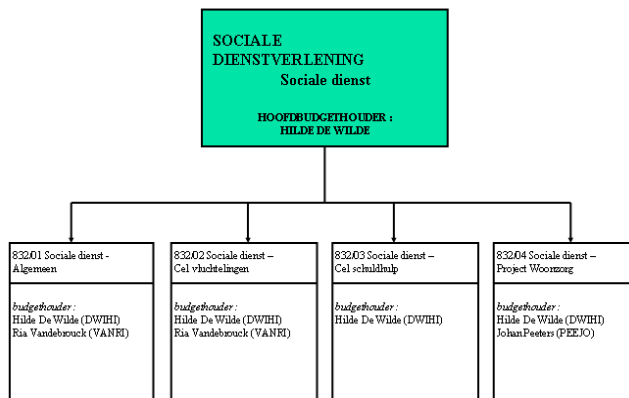 SOCIALE
DIENSTVERLENING
Sociale dienst
HOOFDBUDGETHOUDER :
HILDE DE WILDE
832/01 Sociale dienst -
Algemeen
budgethouder :
Hilde De Wilde (DWIHI)
Ria Vandebrouck (VANRI)
832/02 Sociale dienst –
Cel vluchtelingen
budgethouder :
Hilde De Wilde (DWIHI)
Ria Vandebrouck (VANRI)
832/03 Sociale dienst –
Cel schuldhulp
budgethouder :
Hilde De Wilde (DWIHI)
832/04 Sociale dienst –
Project Woonzorg
budgethouder :
Hilde De Wilde (DWIHI)
Johan Peeters (PEEJO)